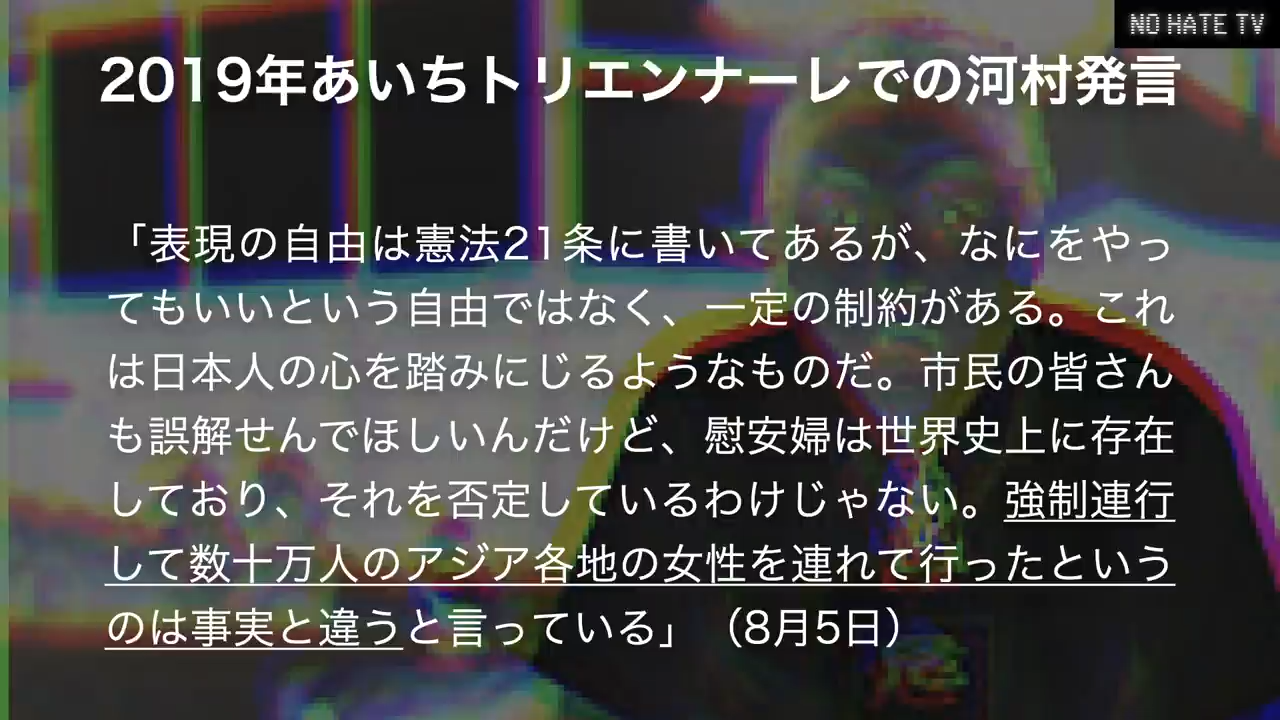 NO HATE TV
2019年あいちトリエンナーレでの河村発言
「表現の自由は憲法21条に書いてあるが、なにをやっ
てもいいという自由ではなく、一定の制約がある。これ
は日本人の心を踏みにじるようなものだ。市民の皆さん
も誤解せんでほしいんだけど、慰安婦は世界史上に存在
しており、それを否定しているわけじゃない。強制連行
して数十万人のアジア各地の女性を連れて行ったという
のは事実と違うと言っている」（8月5日）